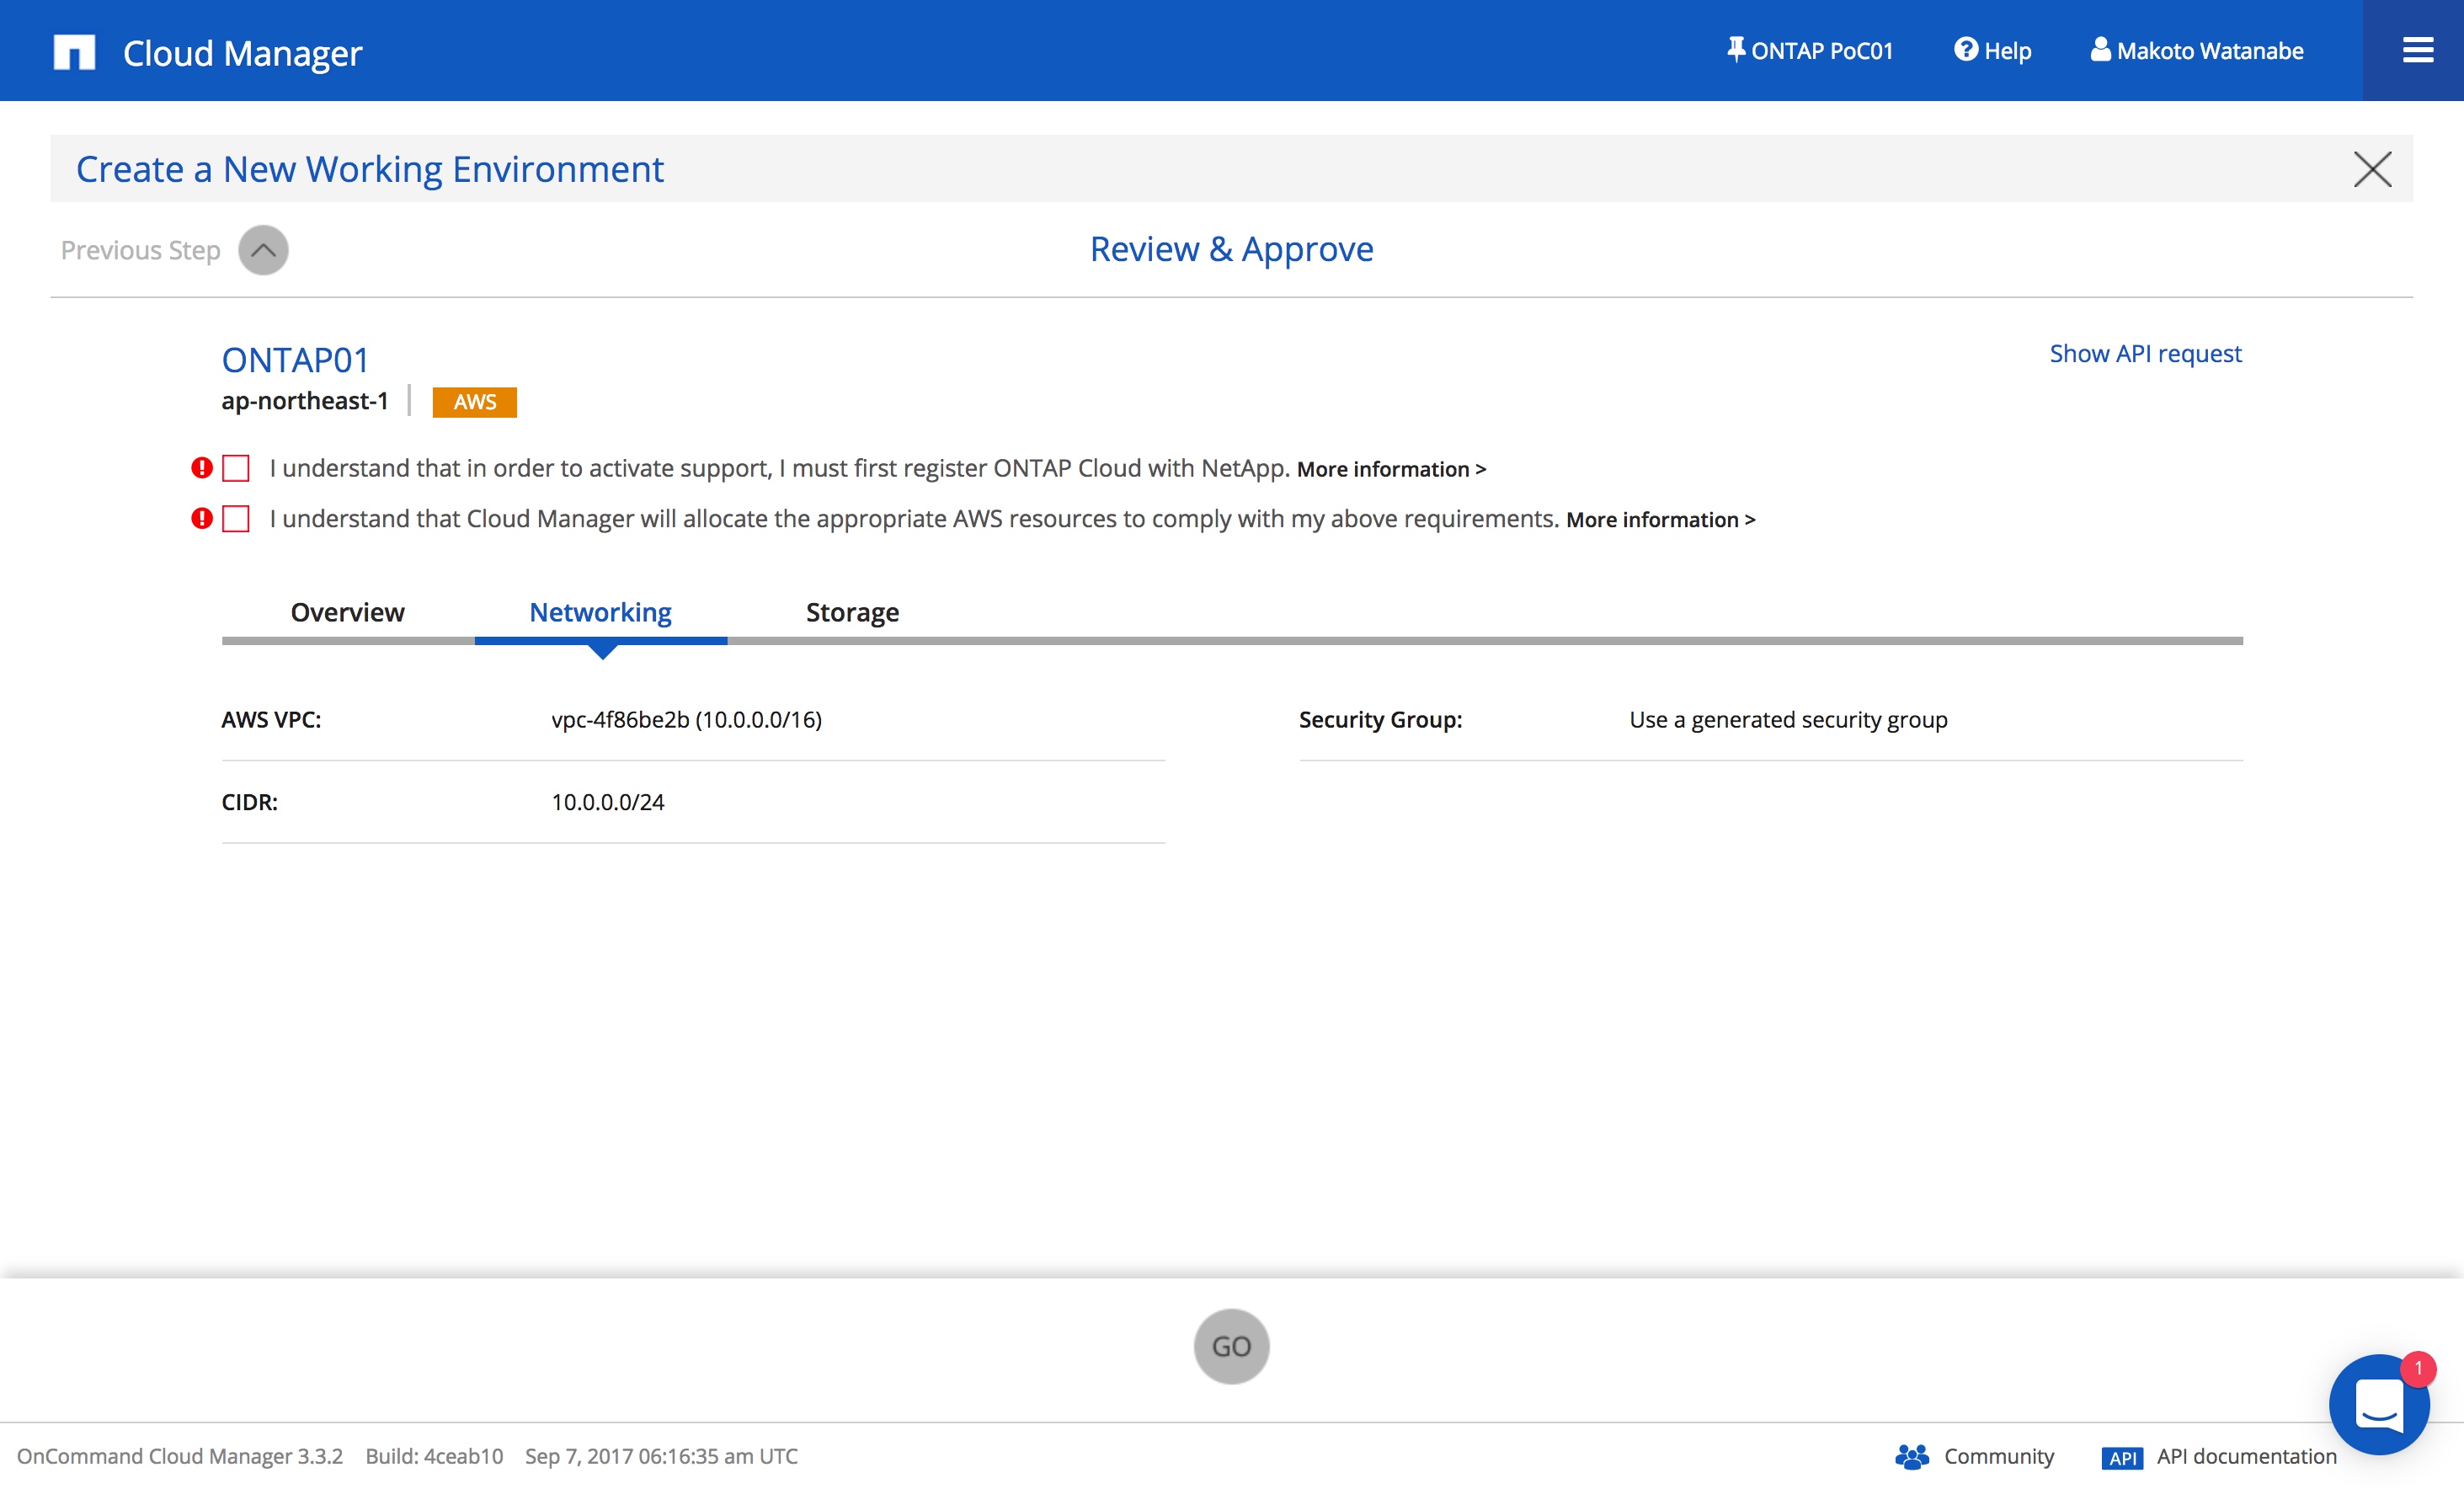 Cloud Manager
ONTAP PoC01
Help
Makoto Watanabe
Create a New Working Environment
Previous Step
Review & Approve
ONTAP01
Show API request
ap-northeast-1
AWS
I understand that in order to activate support, I must first register ONTAP Cloud with NetApp. More information >
I understand that Cloud Manager will allocate the appropriate AWS resources to comply with my above requirements. More information >
Overview
Networking
Storage
AWS VPC:
vpc-4f86be2b (10.0.0.0/16)
Security Group:
Use a generated security group
CIDR:
10.0.0.0/24
GO
1
OnCommand Cloud Manager 3.3.2
Build: 4ceab10
Sep 7, 2017 06:16:35 am UTC
Community
API
API documentation